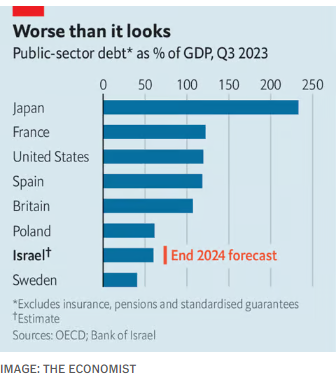 Worse than it looks
Public-sector debt* as % of GDP, Q3 2023
0 50 100 150 200 250
Japan
France
United States
Spain
Britain
Poland
Israel† End 2024 forecast
Sweden
*Excludes insurance, pensions and standardised guarantees
†Estimate
Sources: OECD; Bank of Israel
IMAGE: THE ECONOMIST